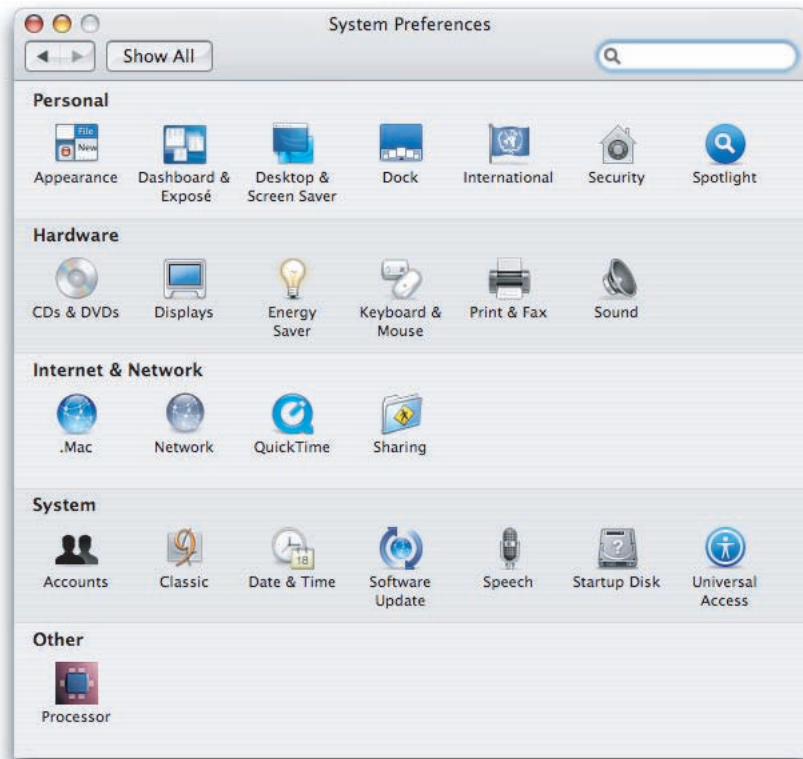 System Preferences
Show All
Personal
File
New
Appearance
Dashboard &
Exposé
Desktop &
Screen Saver
Dock
International
Security
Spotlight
Hardware
CDs & DVDs
Displays
Energy
Saver
Keyboard &
Mouse
Print & Fax
Sound
Internet & Network
.Mac
Network
QuickTime
Sharing
System
9
18
?
Accounts
Classic
Date & Time
Software
Update
Speech
Startup Disk
Universal
Access
Other
Processor